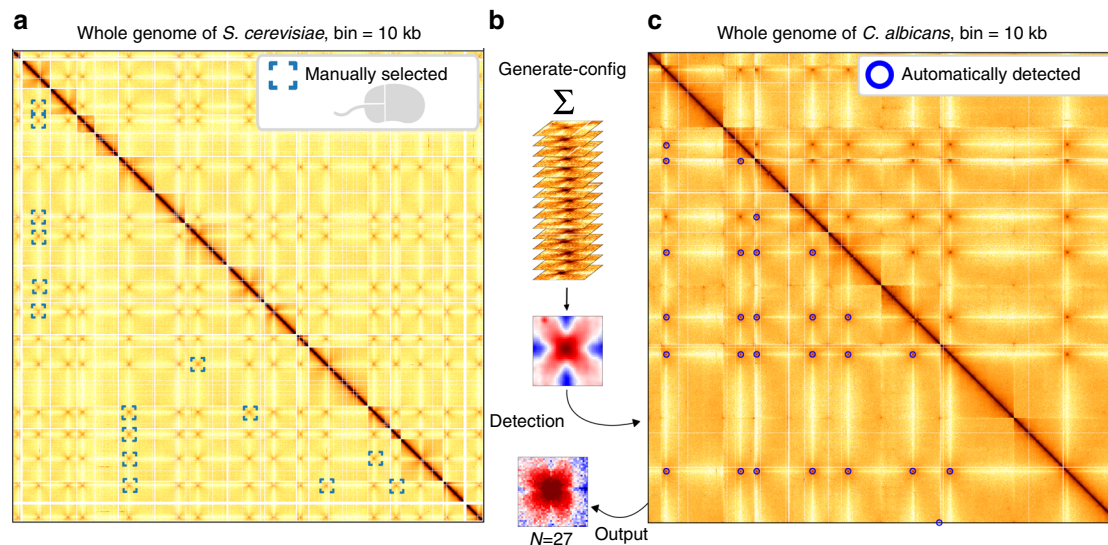 a
Whole genome of S. cerevisiae, bin = 10 kb
Manually selected
b
Generate-config
Σ
Detection
Output
N=27
c
Whole genome of C. albicans, bin = 10 kb
Automatically detected